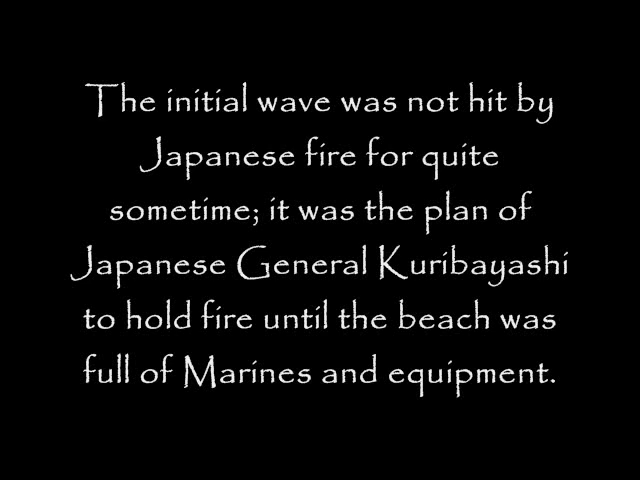 The initial wave was not hit by
Japanese fire for quite
sometime; it was the plan of
Japanese General Kuribayashi
to hold fire until the beach was
full of Marines and equipment.